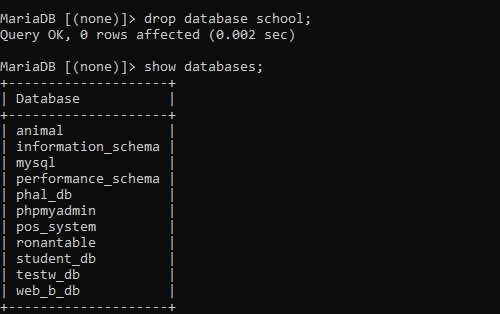 MariaDB [(none)]> drop database school;
Query OK, 0 rows affected (0.002 sec)
MariaDB [(none)]> show databases;
+--------------------+
| Database           |
+--------------------+
| animal             |
| information_schema |
| mysql              |
| performance_schema |
| phal_db            |
| phpmyadmin         |
| pos_system         |
| ronantable         |
| student_db         |
| testw_db           |
| web_b_db           |
+--------------------+